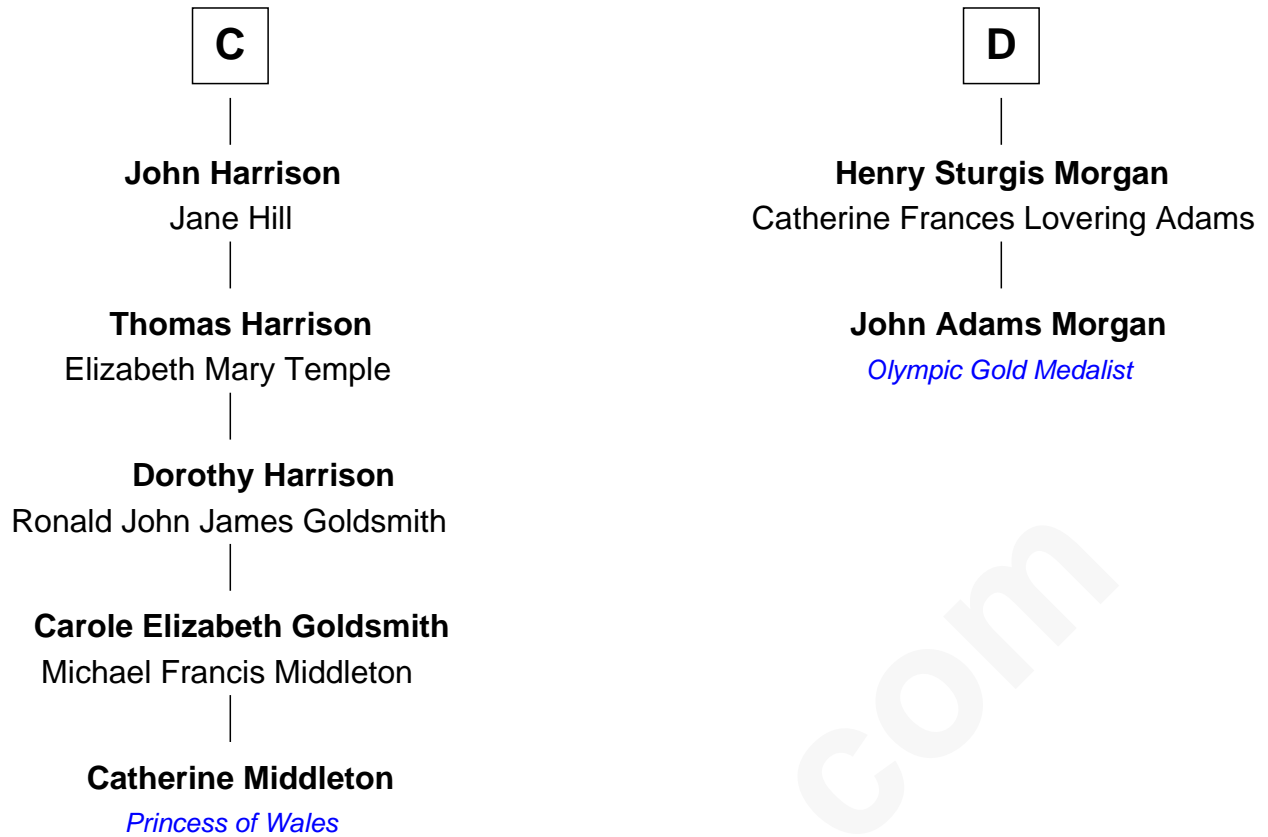 C
John Harrison
Jane Hill
Thomas Harrison
Elizabeth Mary Temple
Dorothy Harrison
Ronald John James Goldsmith
Carole Elizabeth Goldsmith
Michael Francis Middleton
Catherine Middleton
Princess of Wales
D
Henry Sturgis Morgan
Catherine Frances Lovering Adams
John Adams Morgan
Olympic Gold Medalist
com